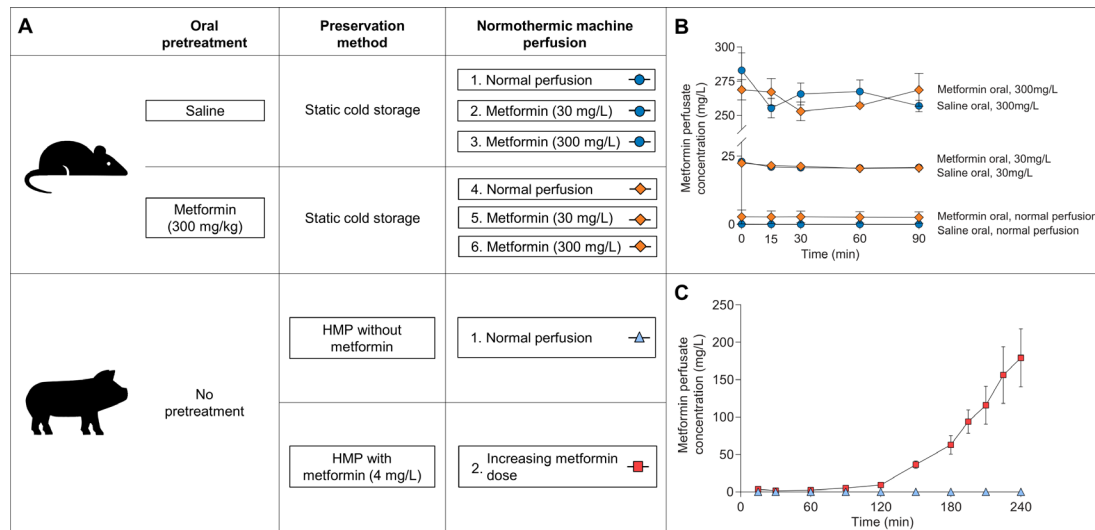 A
Oral
pretreatment
Preservation
method
Normothermic machine
perfusion
Saline
Static cold storage
1. Normal perfusion
2. Metformin (30 mg/L)
3. Metformin (300 mg/L)
Metformin
(300 mg/kg)
Static cold storage
4. Normal perfusion
5. Metformin (30 mg/L)
6. Metformin (300 mg/L)
No
pretreatment
HMP without
metformin
1. Normal perfusion
HMP with
metformin (4 mg/L)
2. Increasing metformin
dose
B
Metformin perfusate
concentration (mg/L)
300
275
250
25
0
0 15 30 60 90
Time (min)
Metformin oral, 300mg/L
Saline oral, 300mg/L
Metformin oral, 30mg/L
Saline oral, 30mg/L
Metformin oral, normal perfusion
Saline oral, normal perfusion
C
Metformin perfusate
concentration (mg/L)
250
200
150
100
50
0
0 60 120 180 240
Time (min)